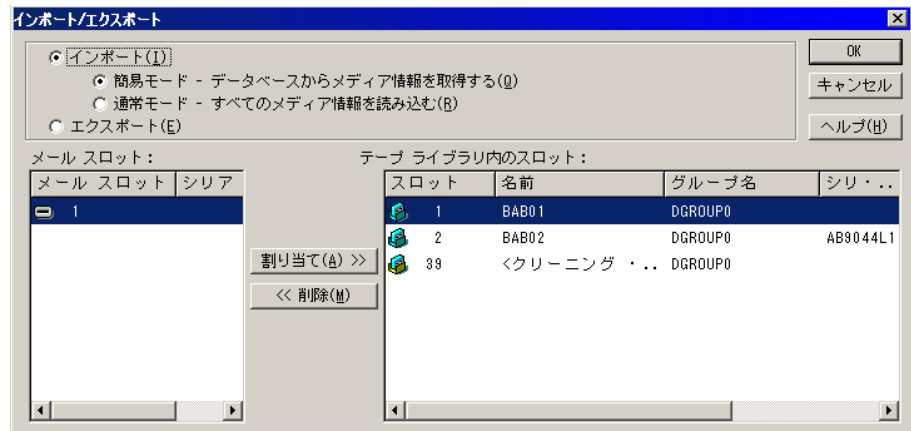 インポート/エクスポート
インポート(I)
簡易モード - データベースからメディア情報を取得する(Q)
通常モード - すべてのメディア情報を読み込む(R)
エクスポート(E)
OK
キャンセル
ヘルプ(H)
メール スロット:
メール スロット シリア
1
割り当て(A) >>
<< 削除(M)
テープ ライブラリ内のスロット:
スロット 名前 グループ名 シリ・..
1 BAB01 DGROUP0
2 BAB02 DGROUP0 AB9044L1
39 <クリーニング ・.. DGROUP0